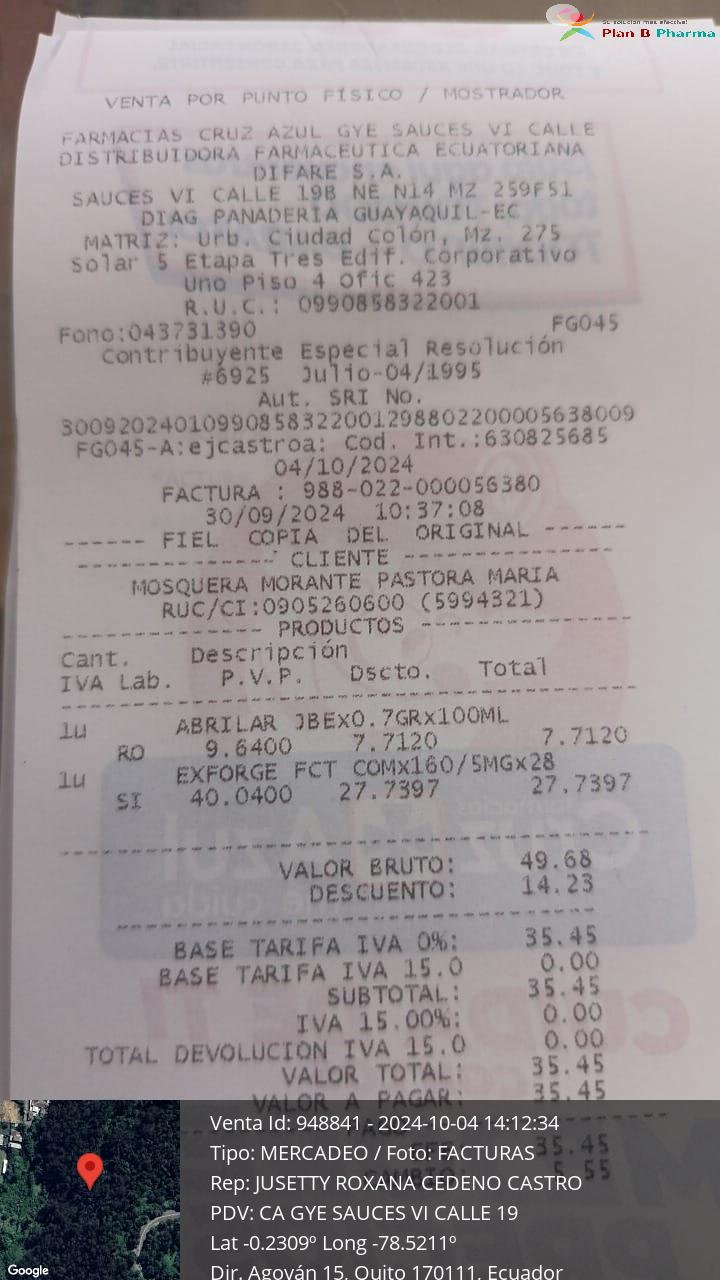 Su solución más efectiva!
Plan B Pharma
VENTA POR PUNTO FÍSICO / MOSTRADOR
FARMACIAS CRUZ AZUL GYE SAUCES VI CALLE
DISTRIBUIDORA FARMACEUTICA ECUATORIANA
DIFARE S.A.
SAUCES VI CALLE 19B NE N14 MZ 259FS1
DIAG PANADERIA GUAYAQUIL-EC
MATRIZ: Urb. Ciudad Colón, Mz. 275
Solar 5 Etapa Tres Edif. Corporativo
Uno Piso 4 Ofic 423
R.U.C.: 0990858322001
Fono:043731390 FG045
Contribuyente Especial Resolución
#6925 Julio-04/1995
Aut. SRI No.
30092024010990858322001298802200005638009
FG045-A:ejcastroa: Cod. Int.:630825685
04/10/2024
FACTURA : 988-022-000056380
30/09/2024 10:37:08
------ FIEL COPIA DEL ORIGINAL ------
-------------- CLIENTE ---------------
MOSQUERA MORANTE PASTORA MARIA
RUC/CI:0905260600 (5994321)
-------------- PRODUCTOS ---------------
Cant. Descripción
IVA Lab. P.V.P. Dscto. Total
1u ABRILAR JBEx0.7GRx100ML
RO 9.6400 7.7120 7.7120
1u EXFORGE FCT COMx160/5MGx28
SI 40.0400 27.7397 27.7397
VALOR BRUTO: 49.68
DESCUENTO: 14.23
BASE TARIFA IVA 0%: 35.45
BASE TARIFA IVA 15.0 0.00
SUBTOTAL: 35.45
IVA 15.00%: 0.00
TOTAL DEVOLUCION IVA 15.0 0.00
VALOR TOTAL: 35.45
VALOR A PAGAR: 35.45
35.45
Venta Id: 948841 - 2024-10-04 14:12:34
Tipo: MERCADEO / Foto: FACTURAS
Rep: JUSETTY ROXANA CEDENO CASTRO
PDV: CA GYE SAUCES VI CALLE 19
Lat -0.2309º Long -78.5211º
Dir. Agován 15, Quito 170111, Ecuador
Google